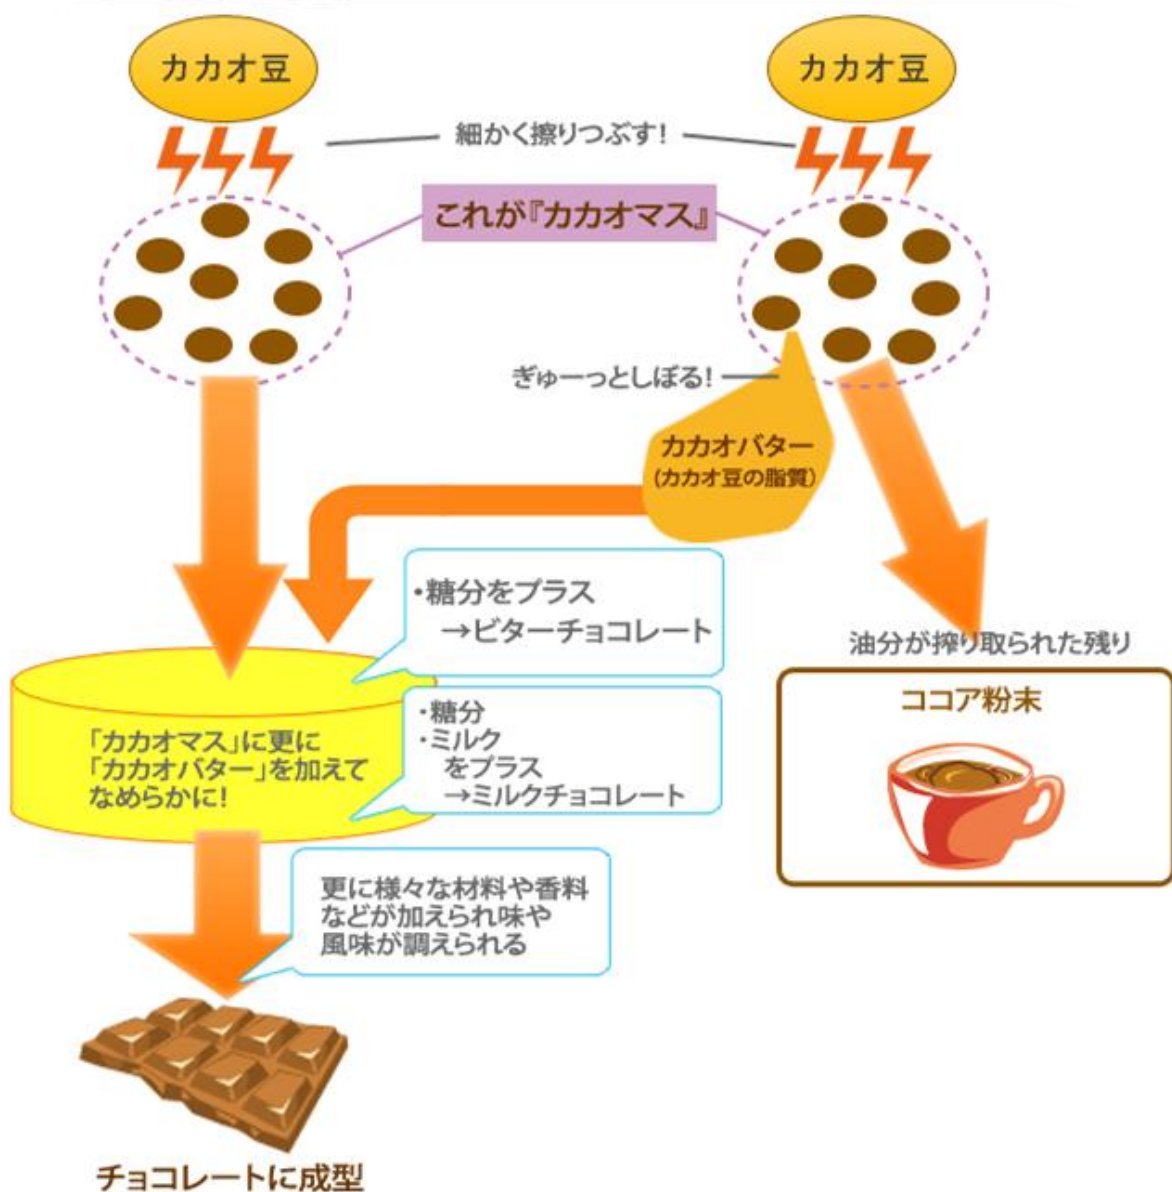 カカオ豆
カカオ豆
細かく擦りつぶす!
これが『カカオマス』
ぎゅーっとしぼる!
カカオバター
(カカオ豆の脂質)
・糖分をプラス
→ビターチョコレート
油分が搾り取られた残り
ココア粉末
・糖分
・ミルク
をプラス
→ミルクチョコレート
「カカオマス」に更に
「カカオバター」を加えて
なめらかに!
更に様々な材料や香料
などが加えられ味や
風味が調えられる
チョコレートに成型